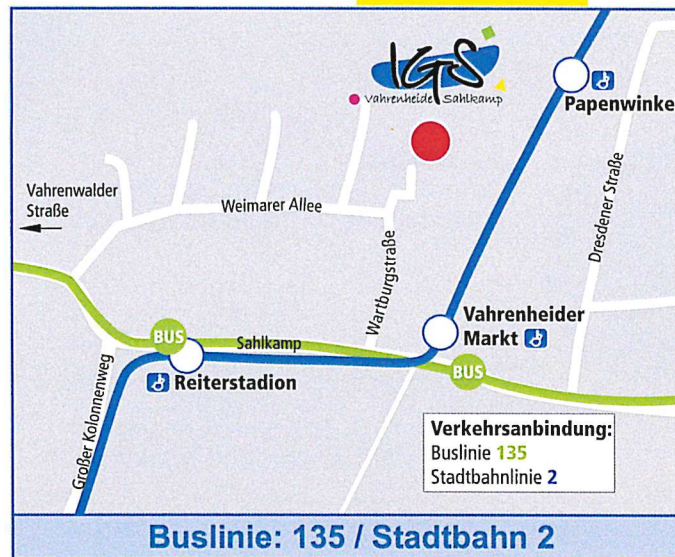 IGS
Vahrenheide Sahlkamp
Papenwinke
Dresdener Straße
Vahrenwalder
Straße
Weimarer Allee
Wartburgstraße
Vahrenheider
Markt
BUS
Sahlkamp
BUS
Reiterstadion
Großer Kolonnenweg
Verkehrsanbindung:
Buslinie 135
Stadtbahnlinie 2
Buslinie: 135 / Stadtbahn 2